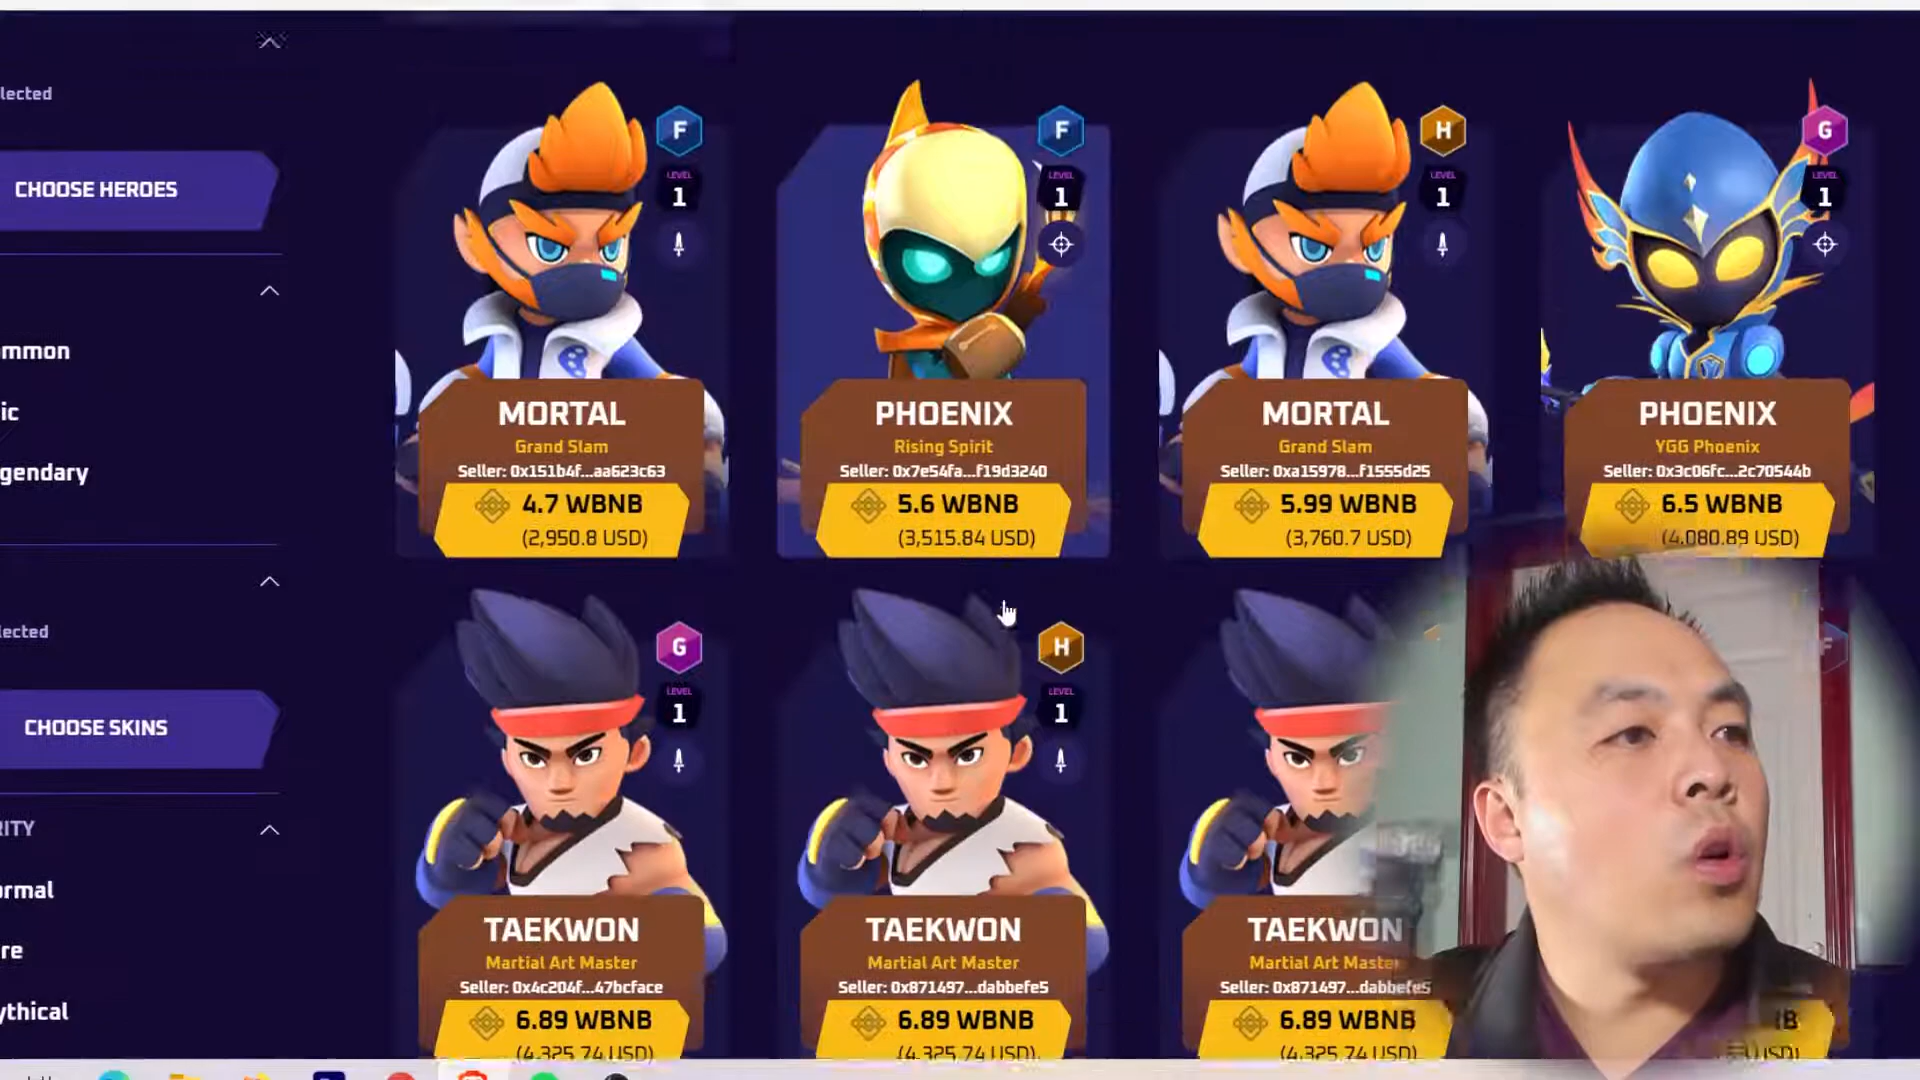 lected
CHOOSE HEROES
mmon
ic
gendary
lected
CHOOSE SKINS
RITY
ormal
re
ythical
F
LEVEL
1
MORTAL
Grand Slam
Seller: 0x151b4f...aa623c63
4.7 WBNB
(2,950.8 USD)
F
LEVEL
1
PHOENIX
Rising Spirit
Seller: 0x7e54fa...f19d3240
5.6 WBNB
(3,515.84 USD)
H
LEVEL
1
MORTAL
Grand Slam
Seller: 0xa15978...f1555d25
5.99 WBNB
(3,760.7 USD)
G
LEVEL
1
PHOENIX
YGG Phoenix
Seller: 0x3c06fc...2c70544b
6.5 WBNB
(4,080.89 USD)
G
LEVEL
1
TAEKWON
Martial Art Master
Seller: 0x4c204f...47bcface
6.89 WBNB
(4,325.74 USD)
H
LEVEL
1
TAEKWON
Martial Art Master
Seller: 0x871497...dabbefe5
6.89 WBNB
(4,325.74 USD)
TAEKWON
Martial Art Maste
Seller: 0x871497...dabbefe5
6.89 WBNB
(4,325.74 USD)
F